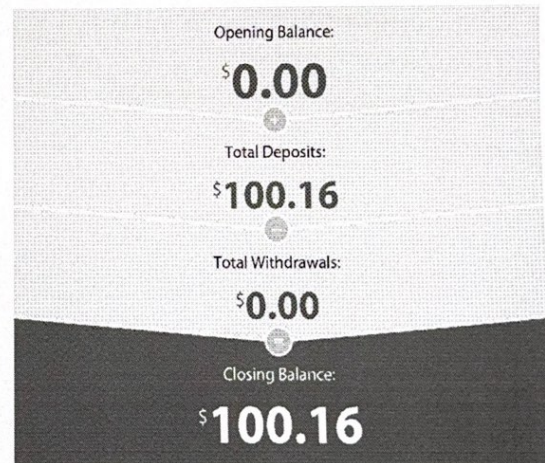 Opening Balance:
$0.00
+
Total Deposits:
$100.16
−
Total Withdrawals:
$0.00
=
Closing Balance:
$100.16